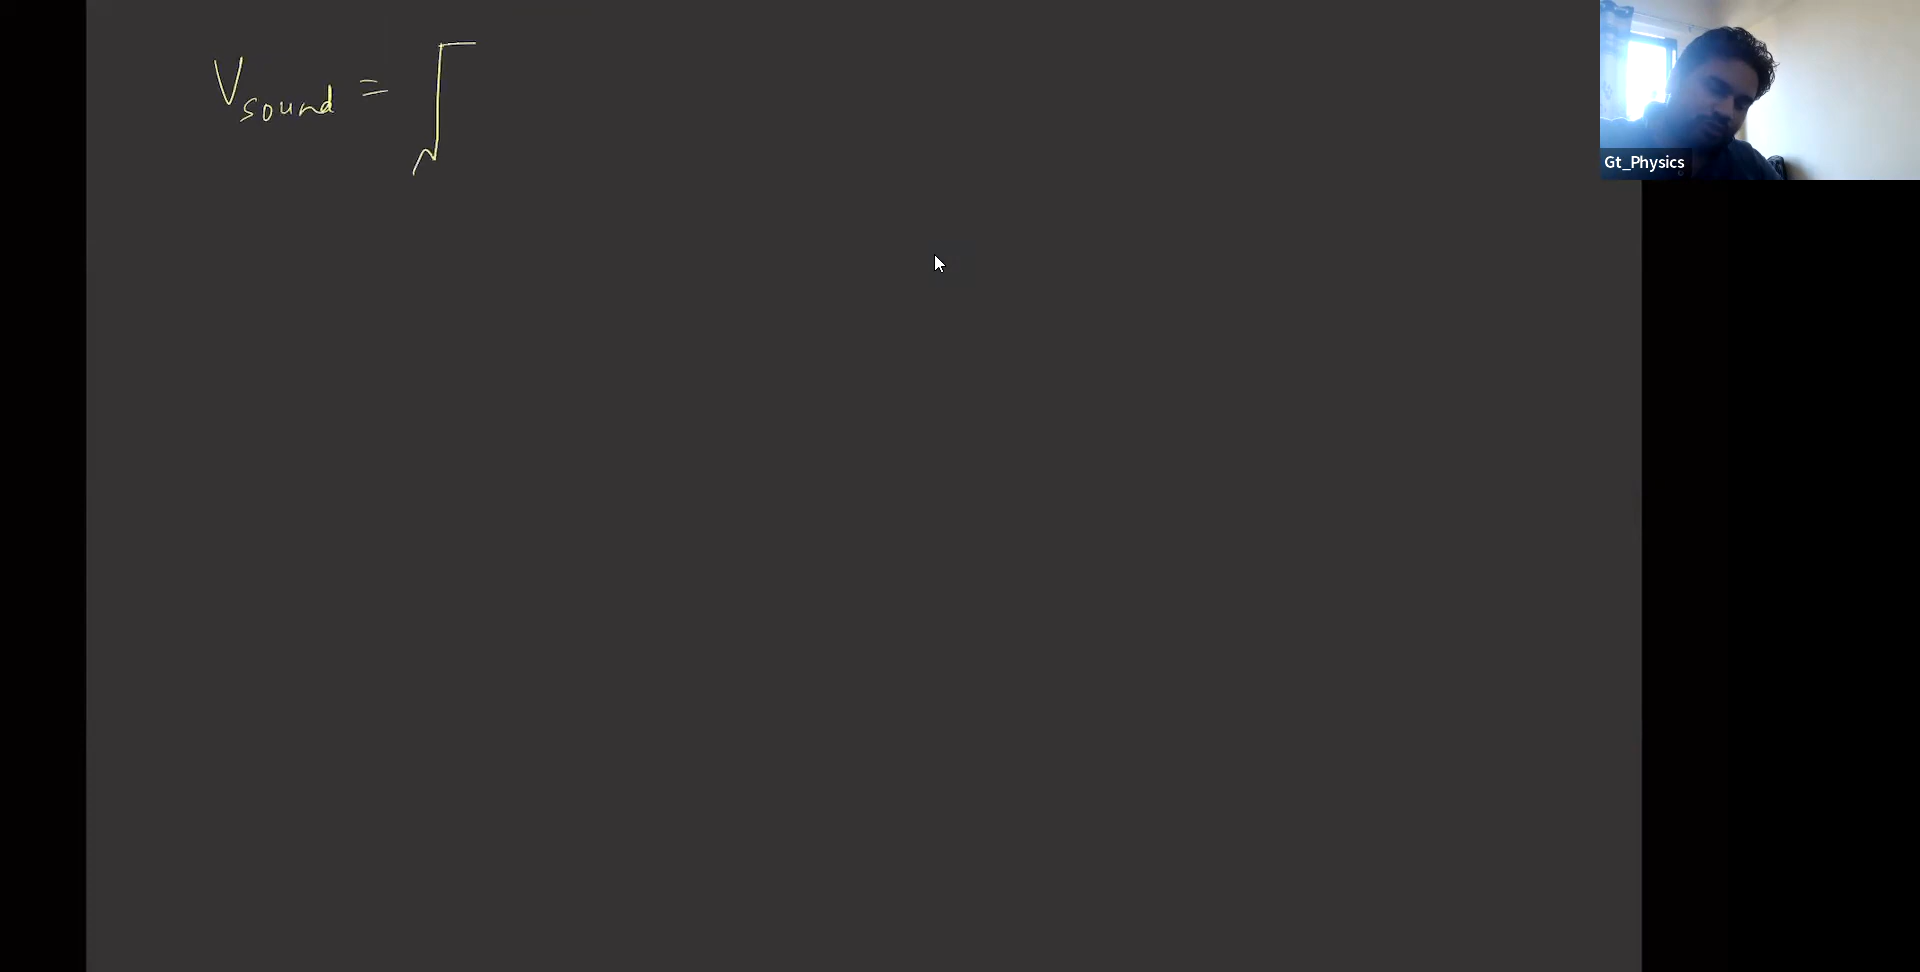 V_sound = √
Gt_Physics